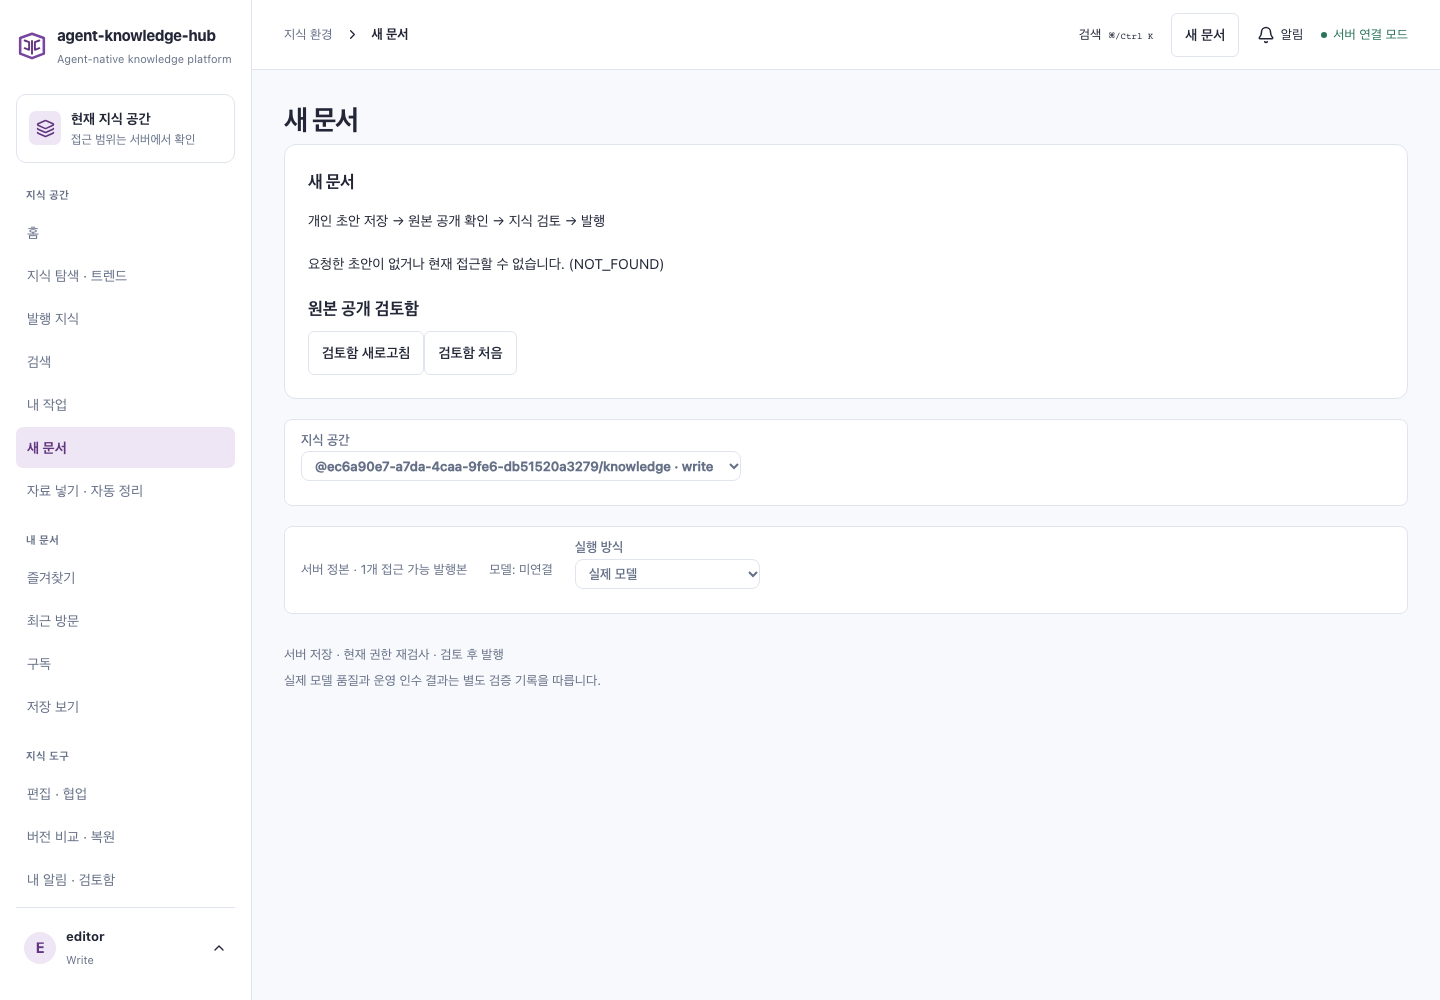 agent-knowledge-hub
Agent-native knowledge platform
현재 지식 공간
접근 범위는 서버에서 확인
지식 공간
홈
지식 탐색 · 트렌드
발행 지식
검색
내 작업
새 문서
자료 넣기 · 자동 정리
내 문서
즐겨찾기
최근 방문
구독
저장 보기
지식 도구
편집 · 협업
버전 비교 · 복원
내 알림 · 검토함
E
editor
Write
지식 환경
새 문서
검색 ⌘/Ctrl K
새 문서
알림
서버 연결 모드
새 문서
새 문서
개인 초안 저장 → 원본 공개 확인 → 지식 검토 → 발행
요청한 초안이 없거나 현재 접근할 수 없습니다. (NOT_FOUND)
원본 공개 검토함
검토함 새로고침
검토함 처음
지식 공간
@ec6a90e7-a7da-4caa-9fe6-db51520a3279/knowledge · write
서버 정본 · 1개 접근 가능 발행본
모델: 미연결
실행 방식
실제 모델
서버 저장 · 현재 권한 재검사 · 검토 후 발행
실제 모델 품질과 운영 인수 결과는 별도 검증 기록을 따릅니다.